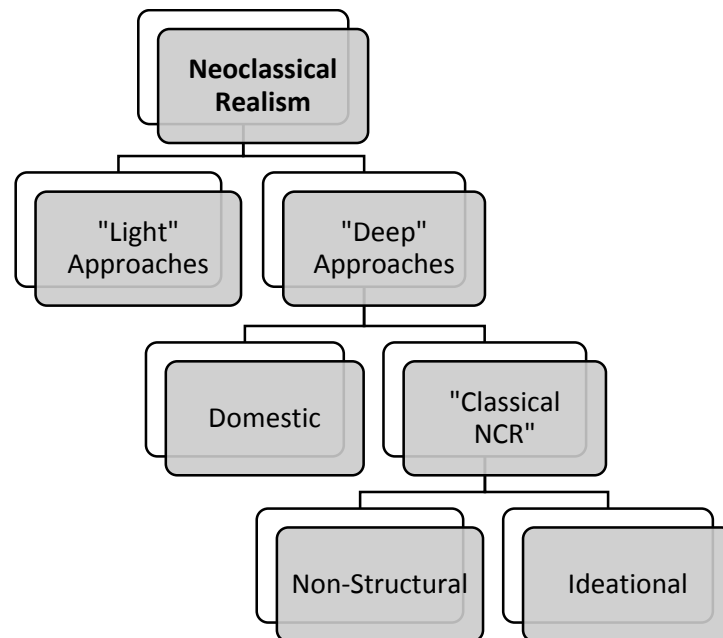 Neoclassical
Realism
"Light"
Approaches
"Deep"
Approaches
Domestic
"Classical
NCR"
Non-Structural
Ideational